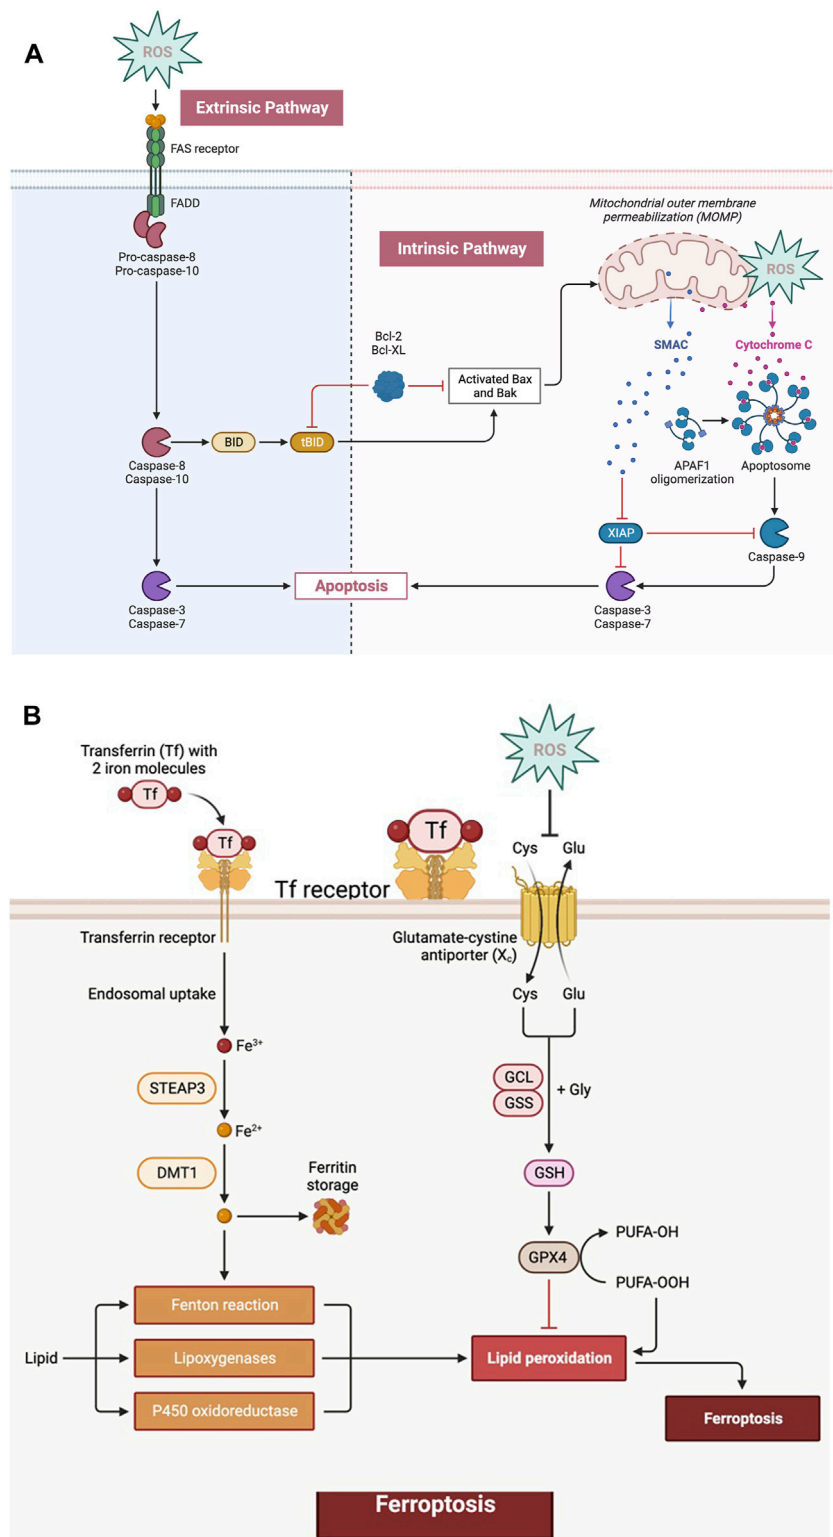 A
ROS
Extrinsic Pathway
FAS receptor
FADD
Pro-caspase-8
Pro-caspase-10
Mitochondrial outer membrane
permeabilization (MOMP)
Intrinsic Pathway
ROS
SMAC
Cytochrome C
Bcl-2
Bcl-XL
Activated Bax
and Bak
BID
tBID
Caspase-8
Caspase-10
APAF1
oligomerization
Apoptosome
XIAP
Caspase-9
Apoptosis
Caspase-3
Caspase-7
Caspase-3
Caspase-7
B
Transferrin (Tf) with
2 iron molecules
Tf
Tf
Tf receptor
Tf
ROS
Cys
Glu
Transferrin receptor
Glutamate-cystine
antiporter (Xc)
Endosomal uptake
Cys
Glu
Fe3+
STEAP3
Fe2+
DMT1
Ferritin
storage
GCL
GSS
+ Gly
GSH
GPX4
PUFA-OH
PUFA-OOH
Lipid
Fenton reaction
Lipoxygenases
P450 oxidoreductase
Lipid peroxidation
Ferroptosis
Ferroptosis